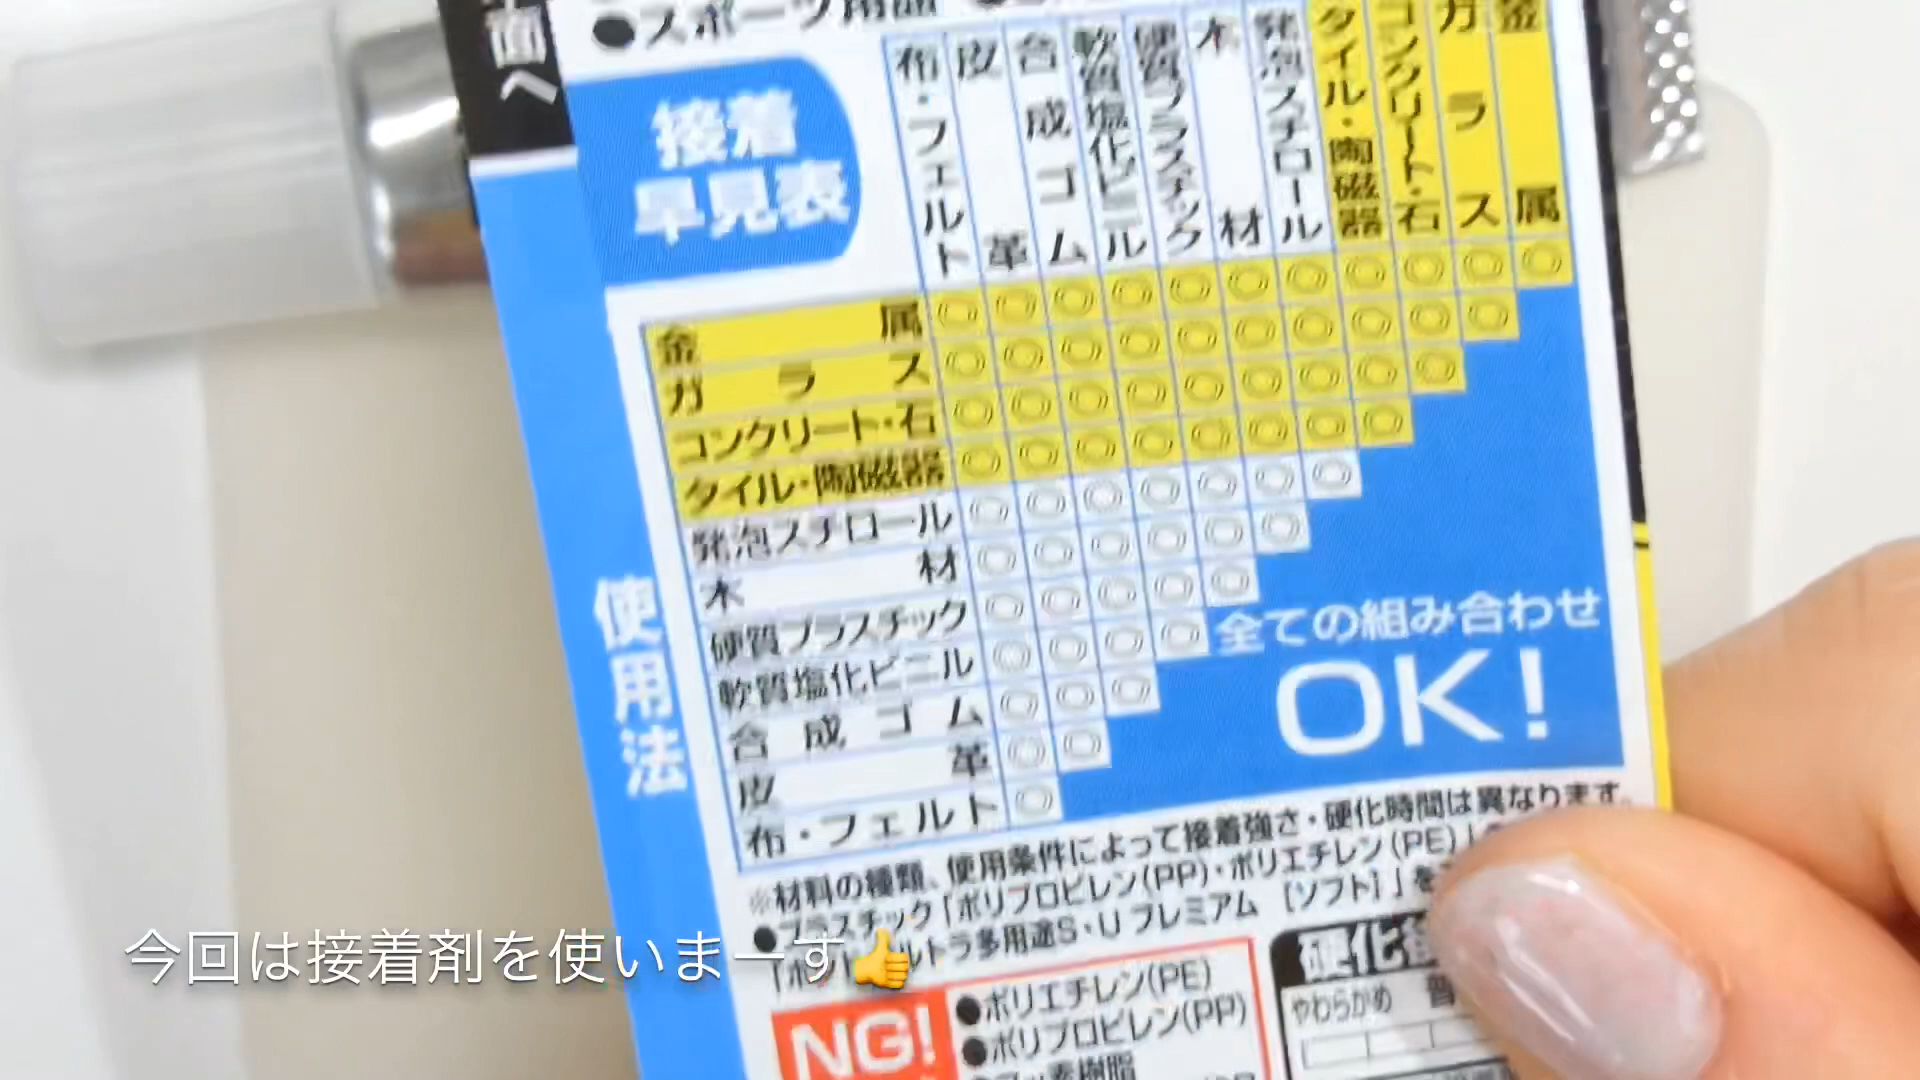 面へ
●スポーツ用品
接着
早見表
布・フェルト
皮革
合成ゴム
軟質塩化ビニル
硬質プラスチック
木材
発泡スチロール
タイル・陶磁器
コンクリート・石
ガラス
金属
金属
ガラス
コンクリート・石
タイル・陶磁器
発泡スチロール
木材
硬質プラスチック
軟質塩化ビニル
合成ゴム
皮革
布・フェルト
全ての組み合わせ
OK!
使用法
※材料の種類、使用条件によって接着強さ・硬化時間は異なります。
●プラスチック「ポリプロピレン(PP)・ポリエチレン(PE)」
ルトラ多用途S・U プレミアム [ソフト]」を
今回は接着剤を使いまーす👍
NG!
●ポリエチレン(PE)
●ポリプロピレン(PP)
硬化
やわらかめ